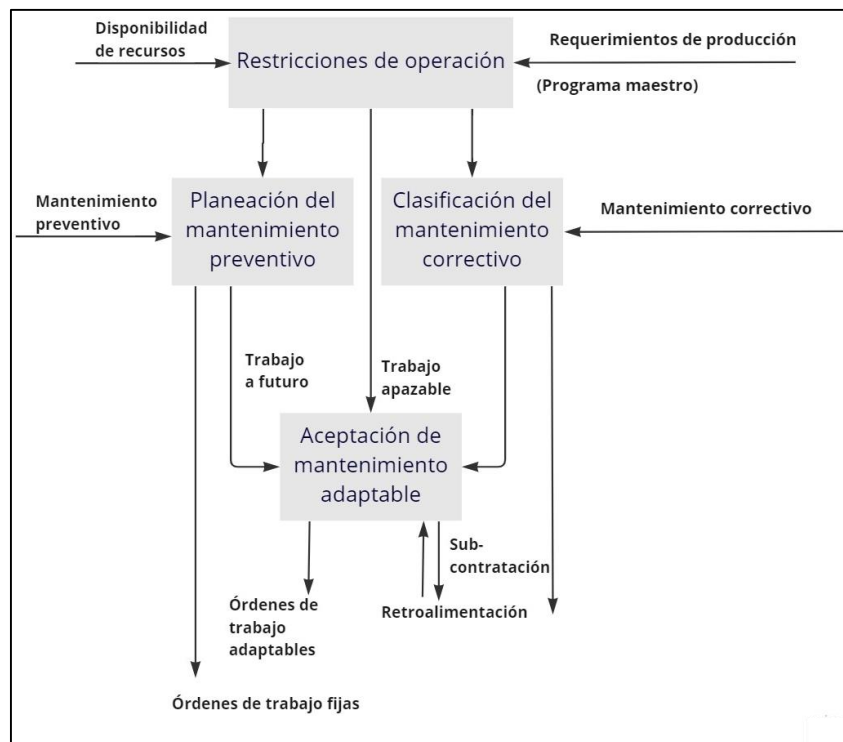 Disponibilidad
de recursos
Restricciones de operación
Requerimientos de producción
(Programa maestro)
Mantenimiento
preventivo
Planeación del
mantenimiento
preventivo
Clasificación del
mantenimiento
correctivo
Mantenimiento correctivo
Trabajo
a futuro
Trabajo
apazable
Aceptación de
mantenimiento
adaptable
Sub-
contratación
Órdenes de
trabajo
adaptables
Retroalimentación
Órdenes de trabajo fijas